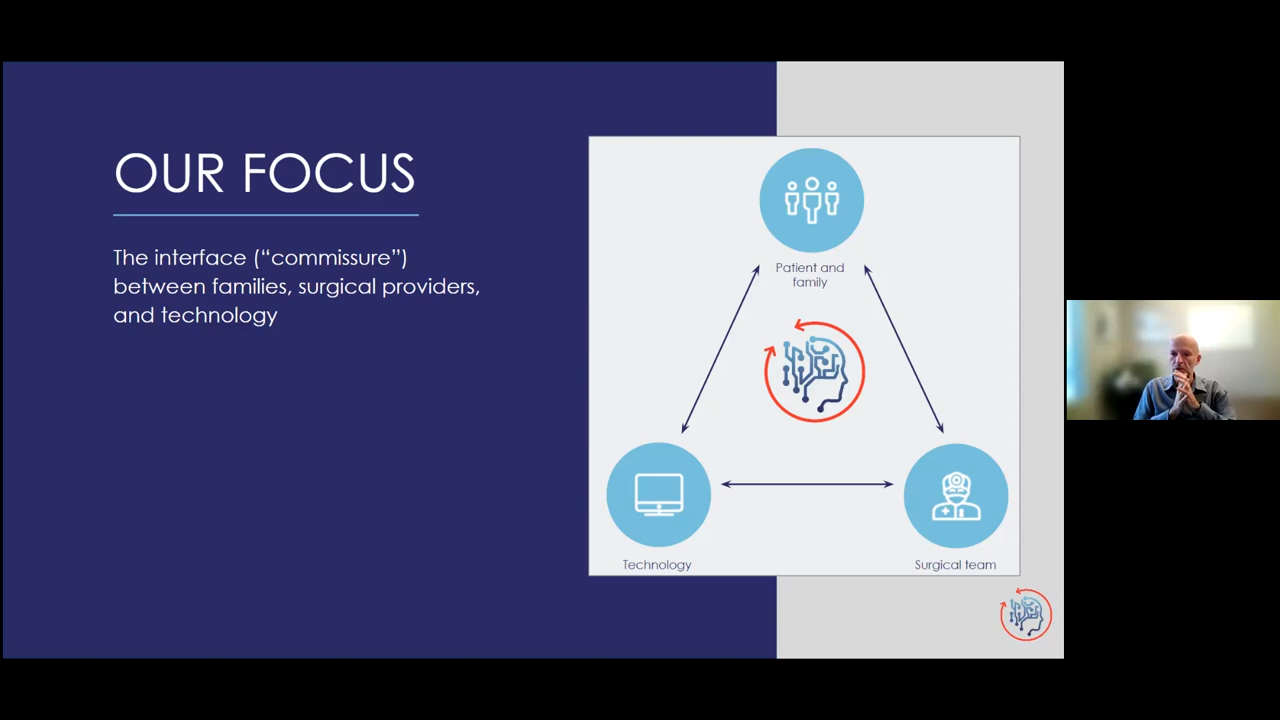 OUR FOCUS
The interface (“commissure”)
between families, surgical providers,
and technology
Patient and
family
Technology
Surgical team